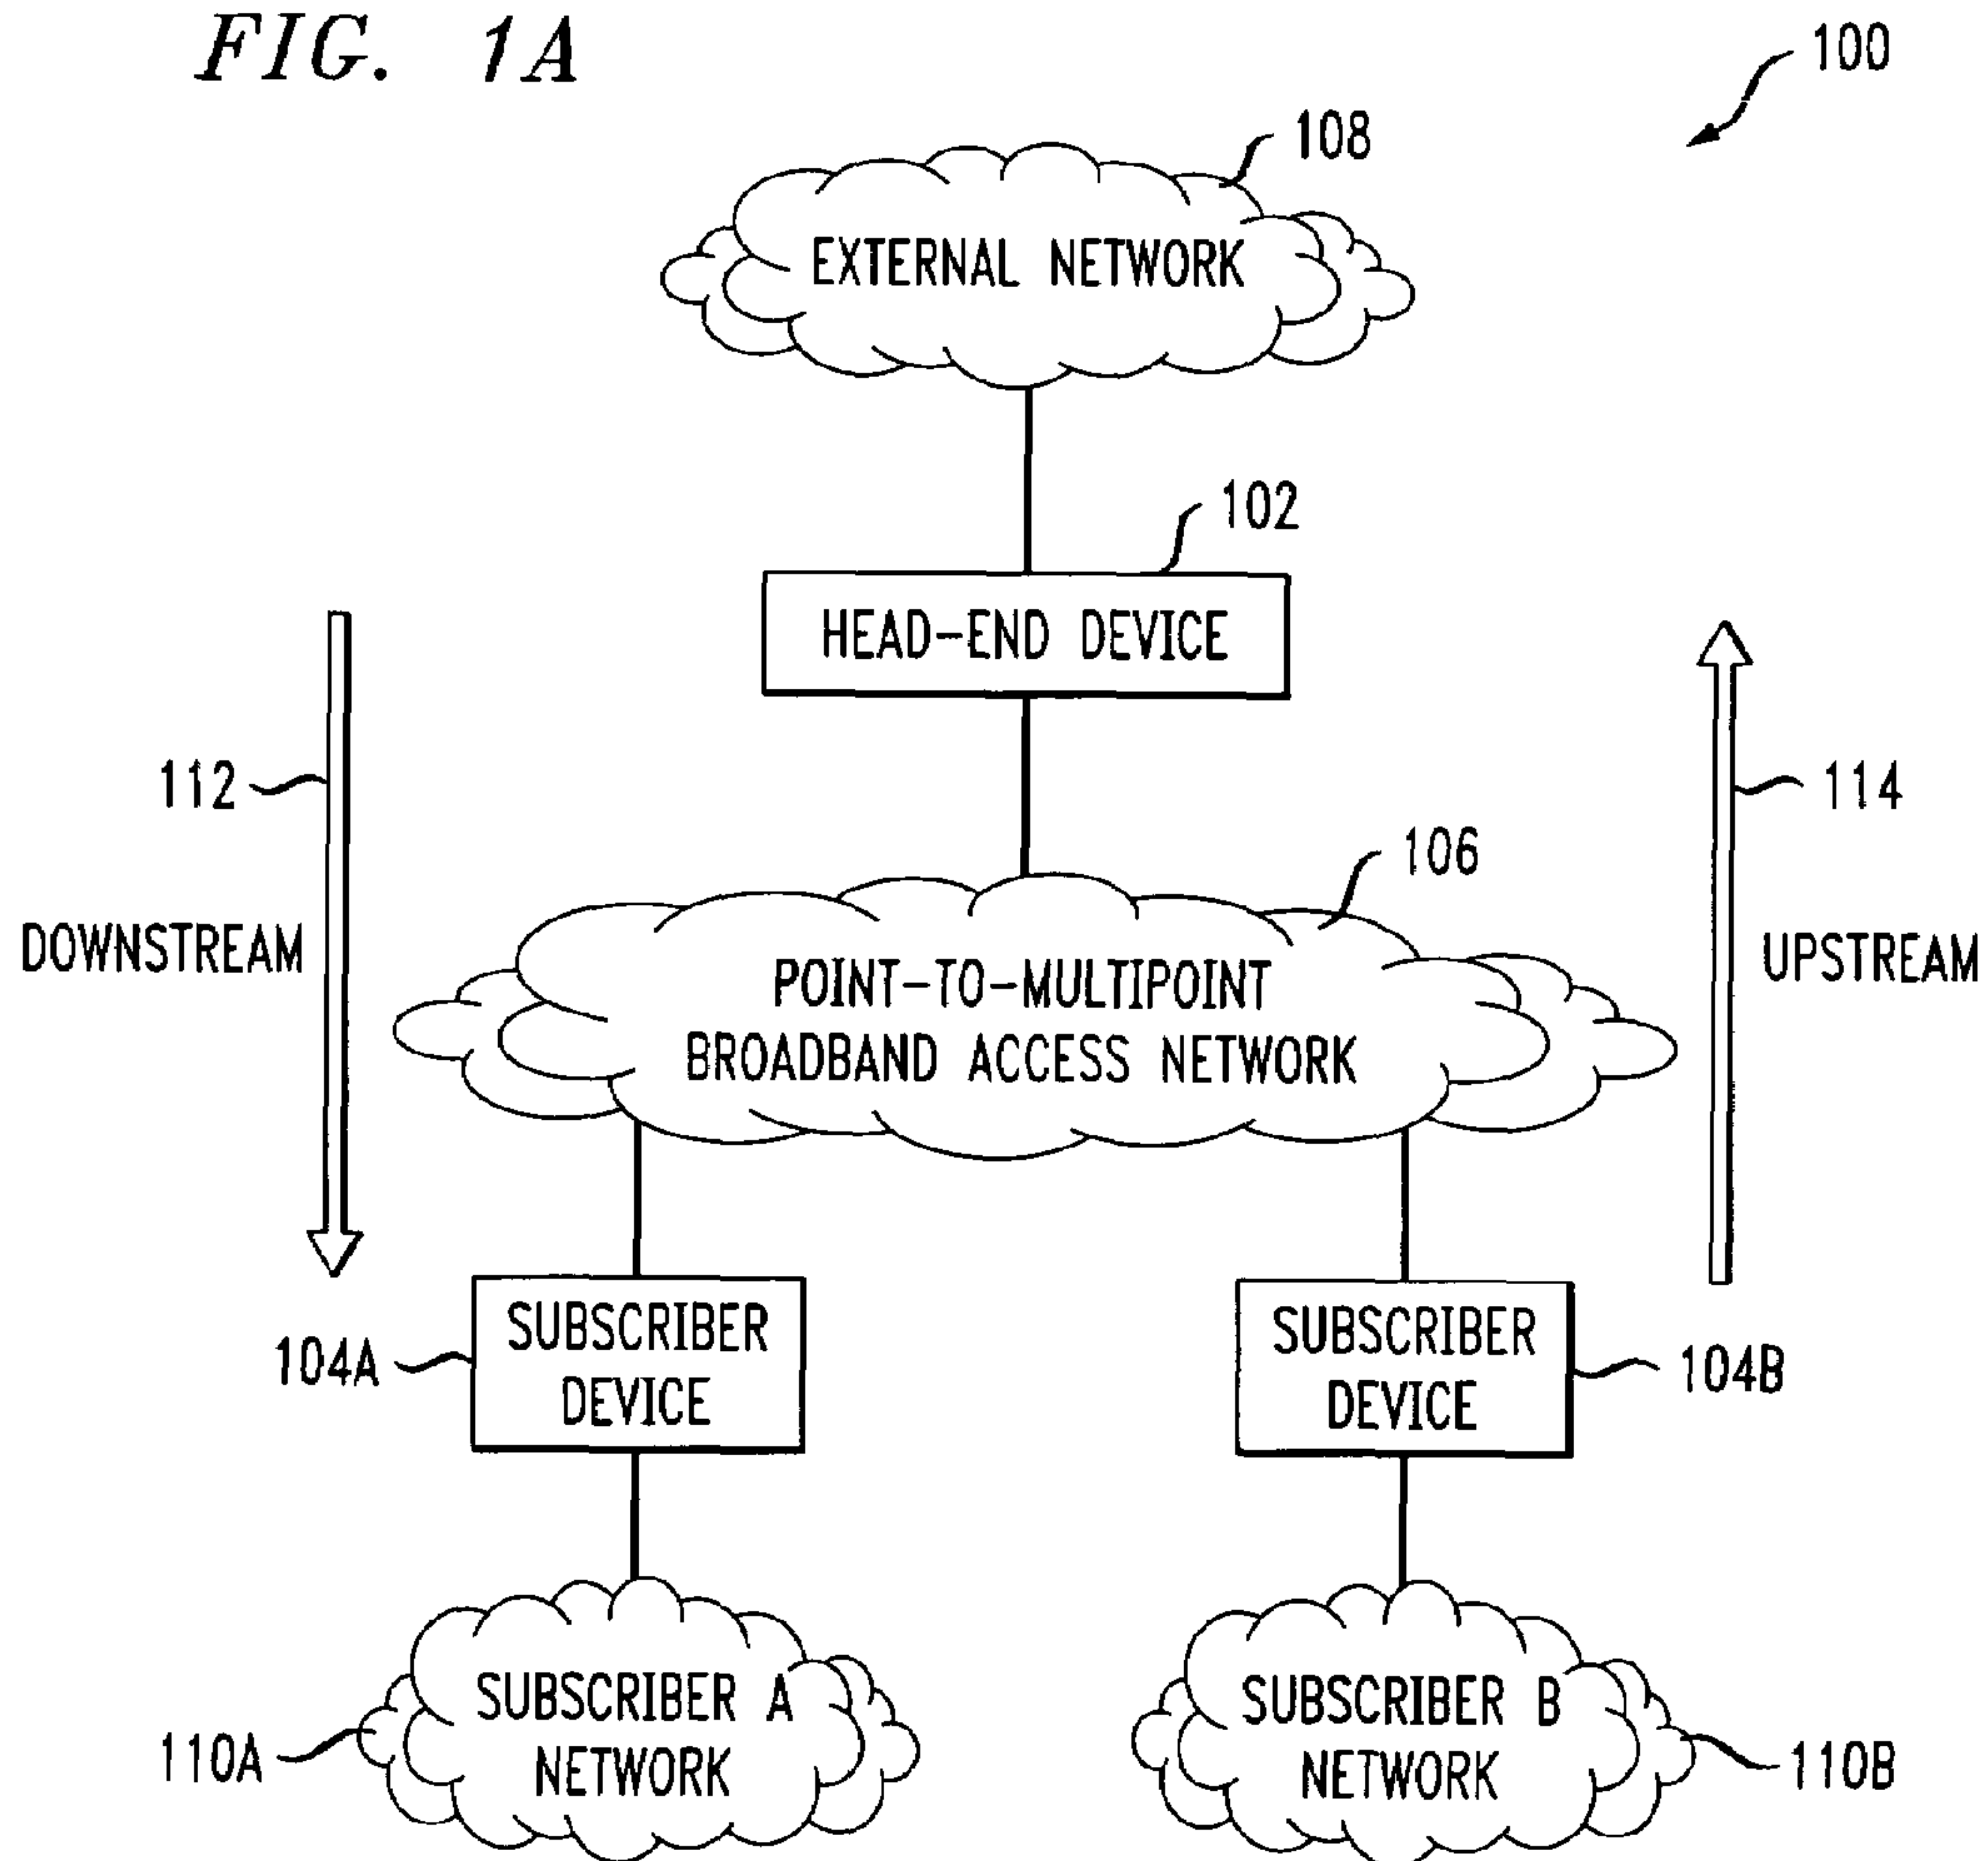 FIG. 1A
100
108
EXTERNAL NETWORK
102
HEAD-END DEVICE
112
114
106
DOWNSTREAM
UPSTREAM
POINT-TO-MULTIPOINT
BROADBAND ACCESS NETWORK
SUBSCRIBER
DEVICE
104A
SUBSCRIBER
DEVICE
104B
SUBSCRIBER A
NETWORK
110A
SUBSCRIBER B
NETWORK
110B